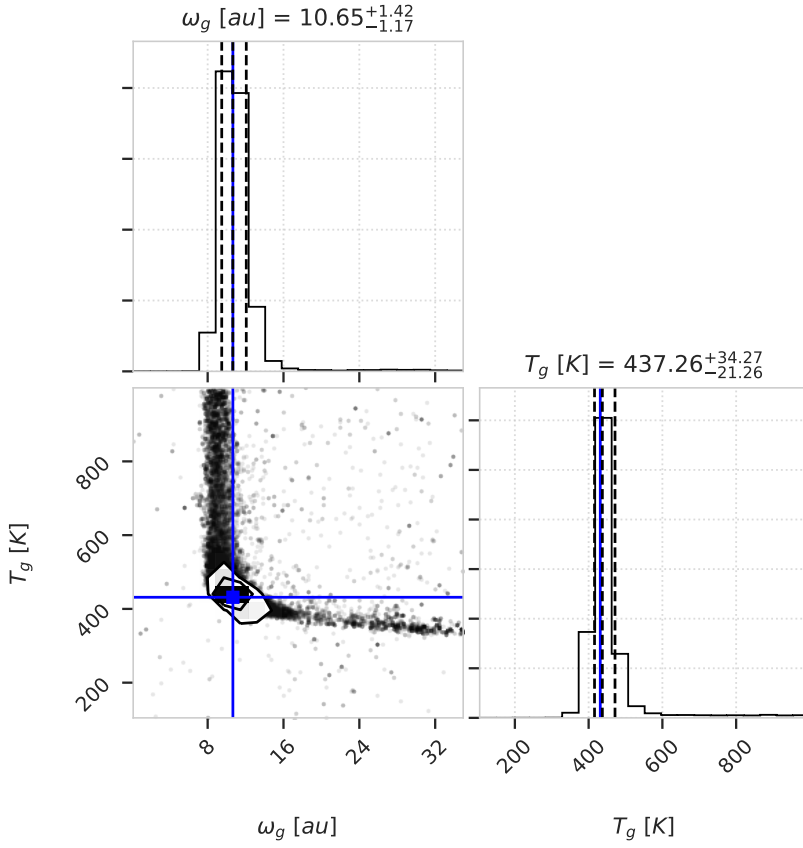 ω_g [au] = 10.65^{+1.42}_{−1.17}
T_g [K] = 437.26^{+34.27}_{−21.26}
800
600
400
200
T_g [K]
8 16 24 32
200 400 600 800
ω_g [au]
T_g [K]